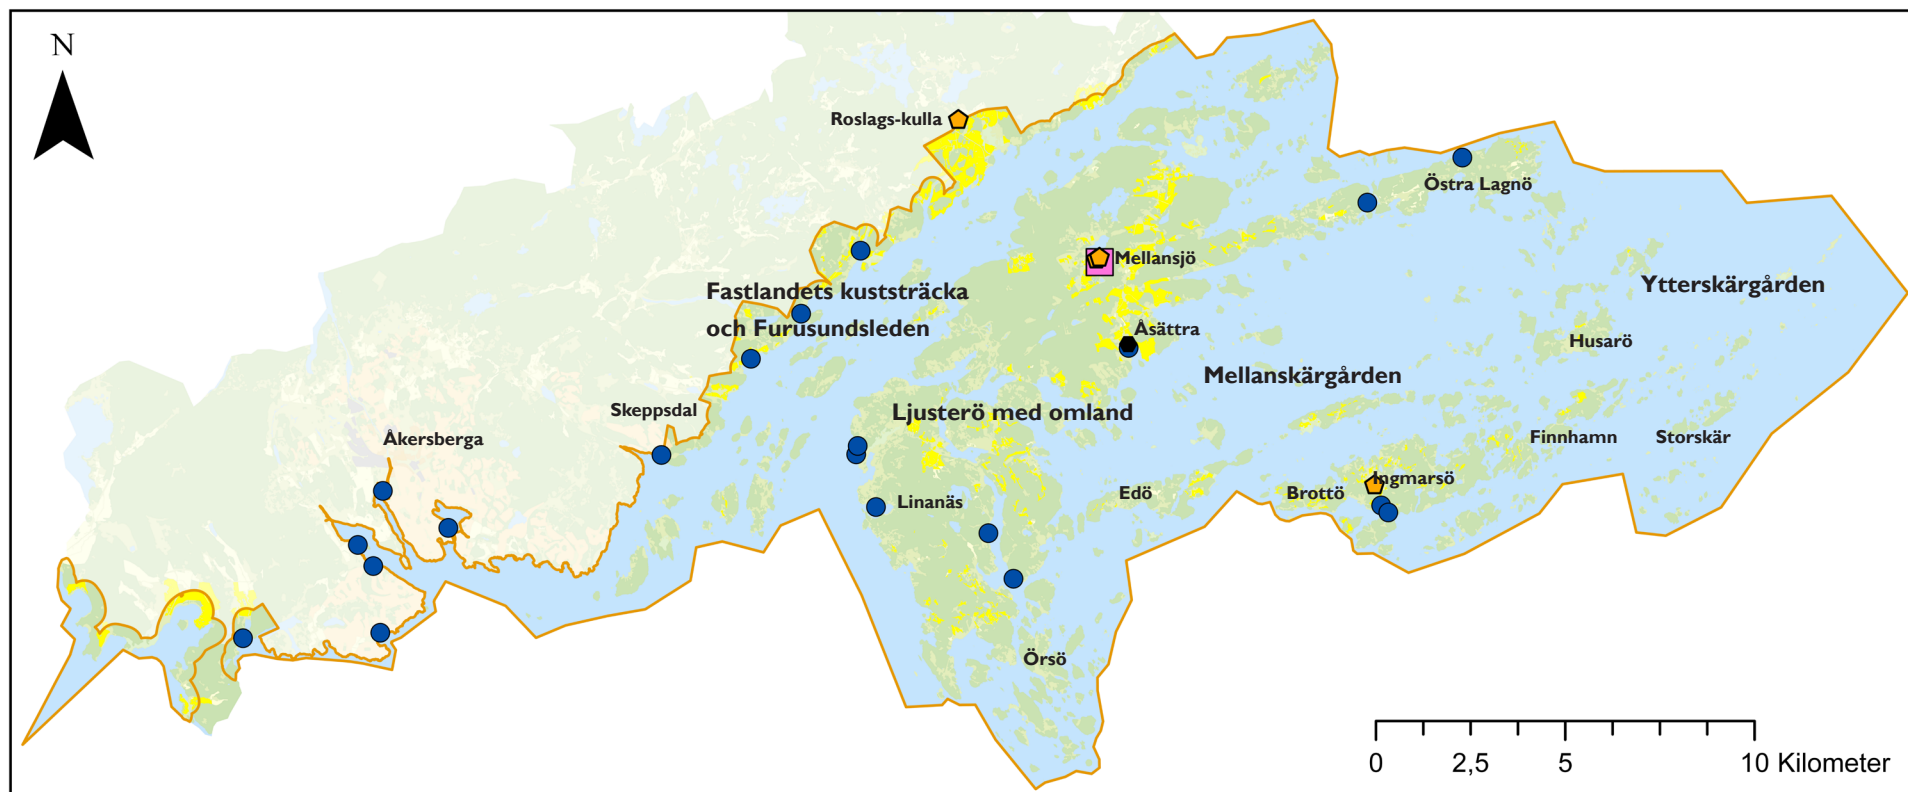 N
Roslags-kulla
Östra Lagnö
Mellansjö
Fastlandets kuststräcka
och Furusundsleden
Ytterskärgården
Åsättra
Husarö
Mellanskärgården
Skeppsdal
Ljusterö med omland
Åkersberga
Finnhamn
Storskär
Ingmarsö
Edö
Brottö
Linanäs
Örsö
0 2,5 5 10 Kilometer